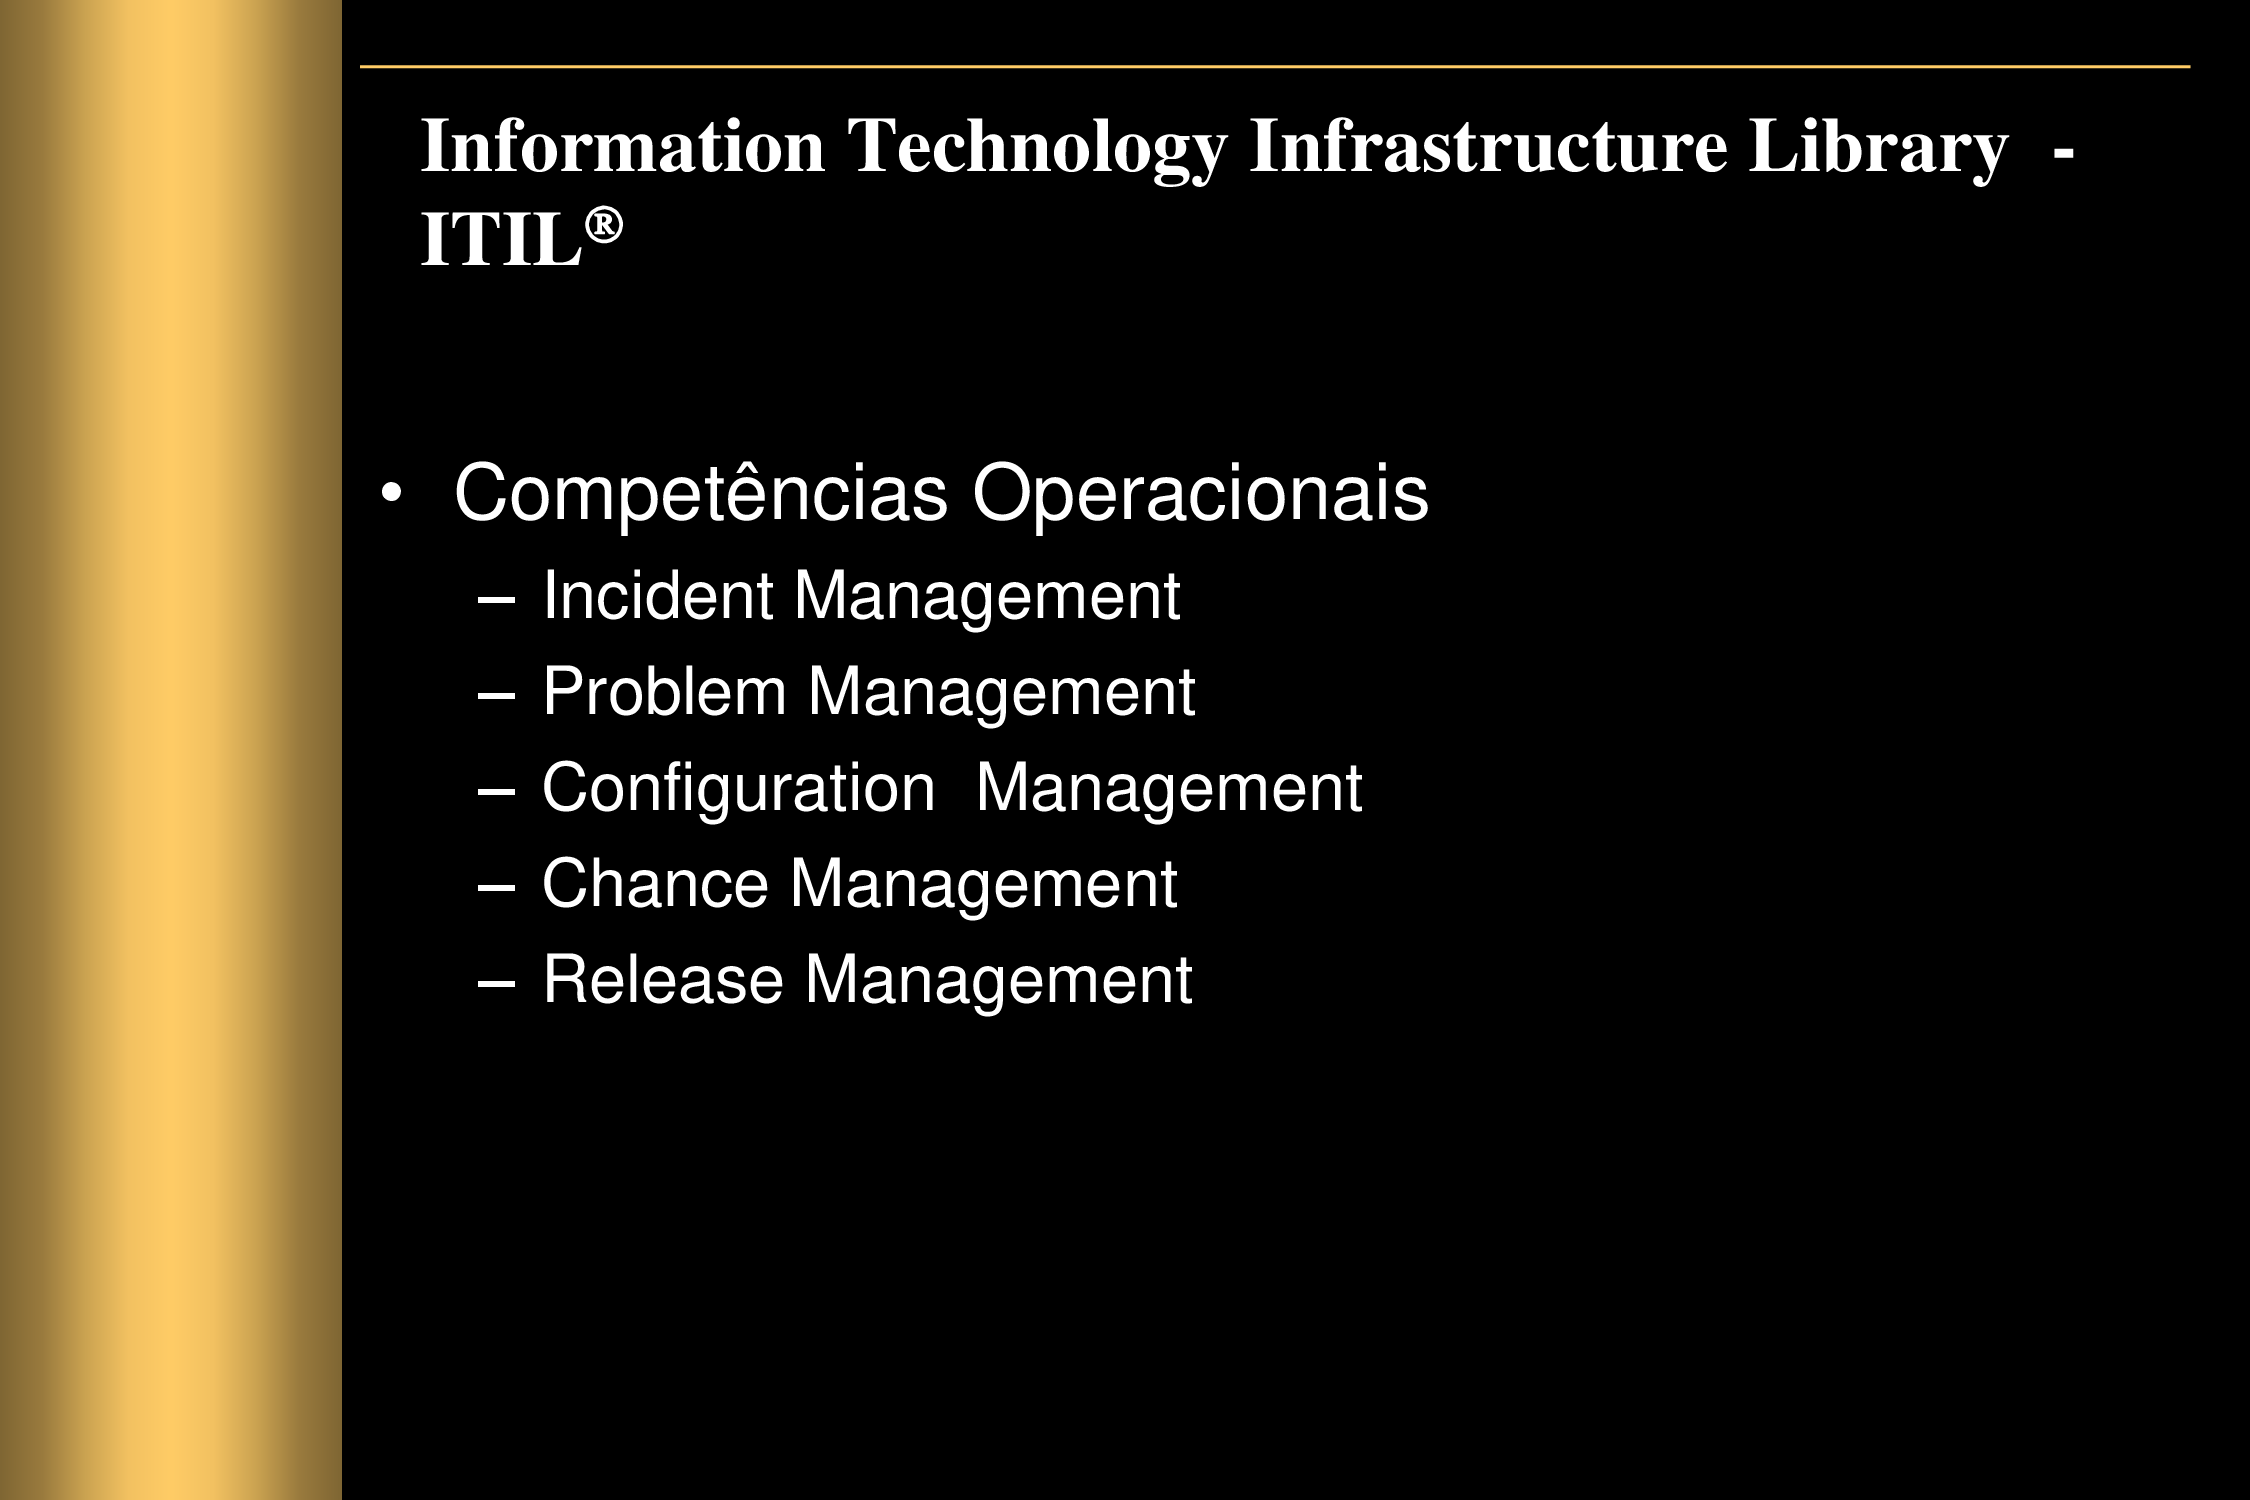 Information Technology Infrastructure Library -
ITIL®
• Competências Operacionais
– Incident Management
– Problem Management
– Configuration Management
– Chance Management
– Release Management